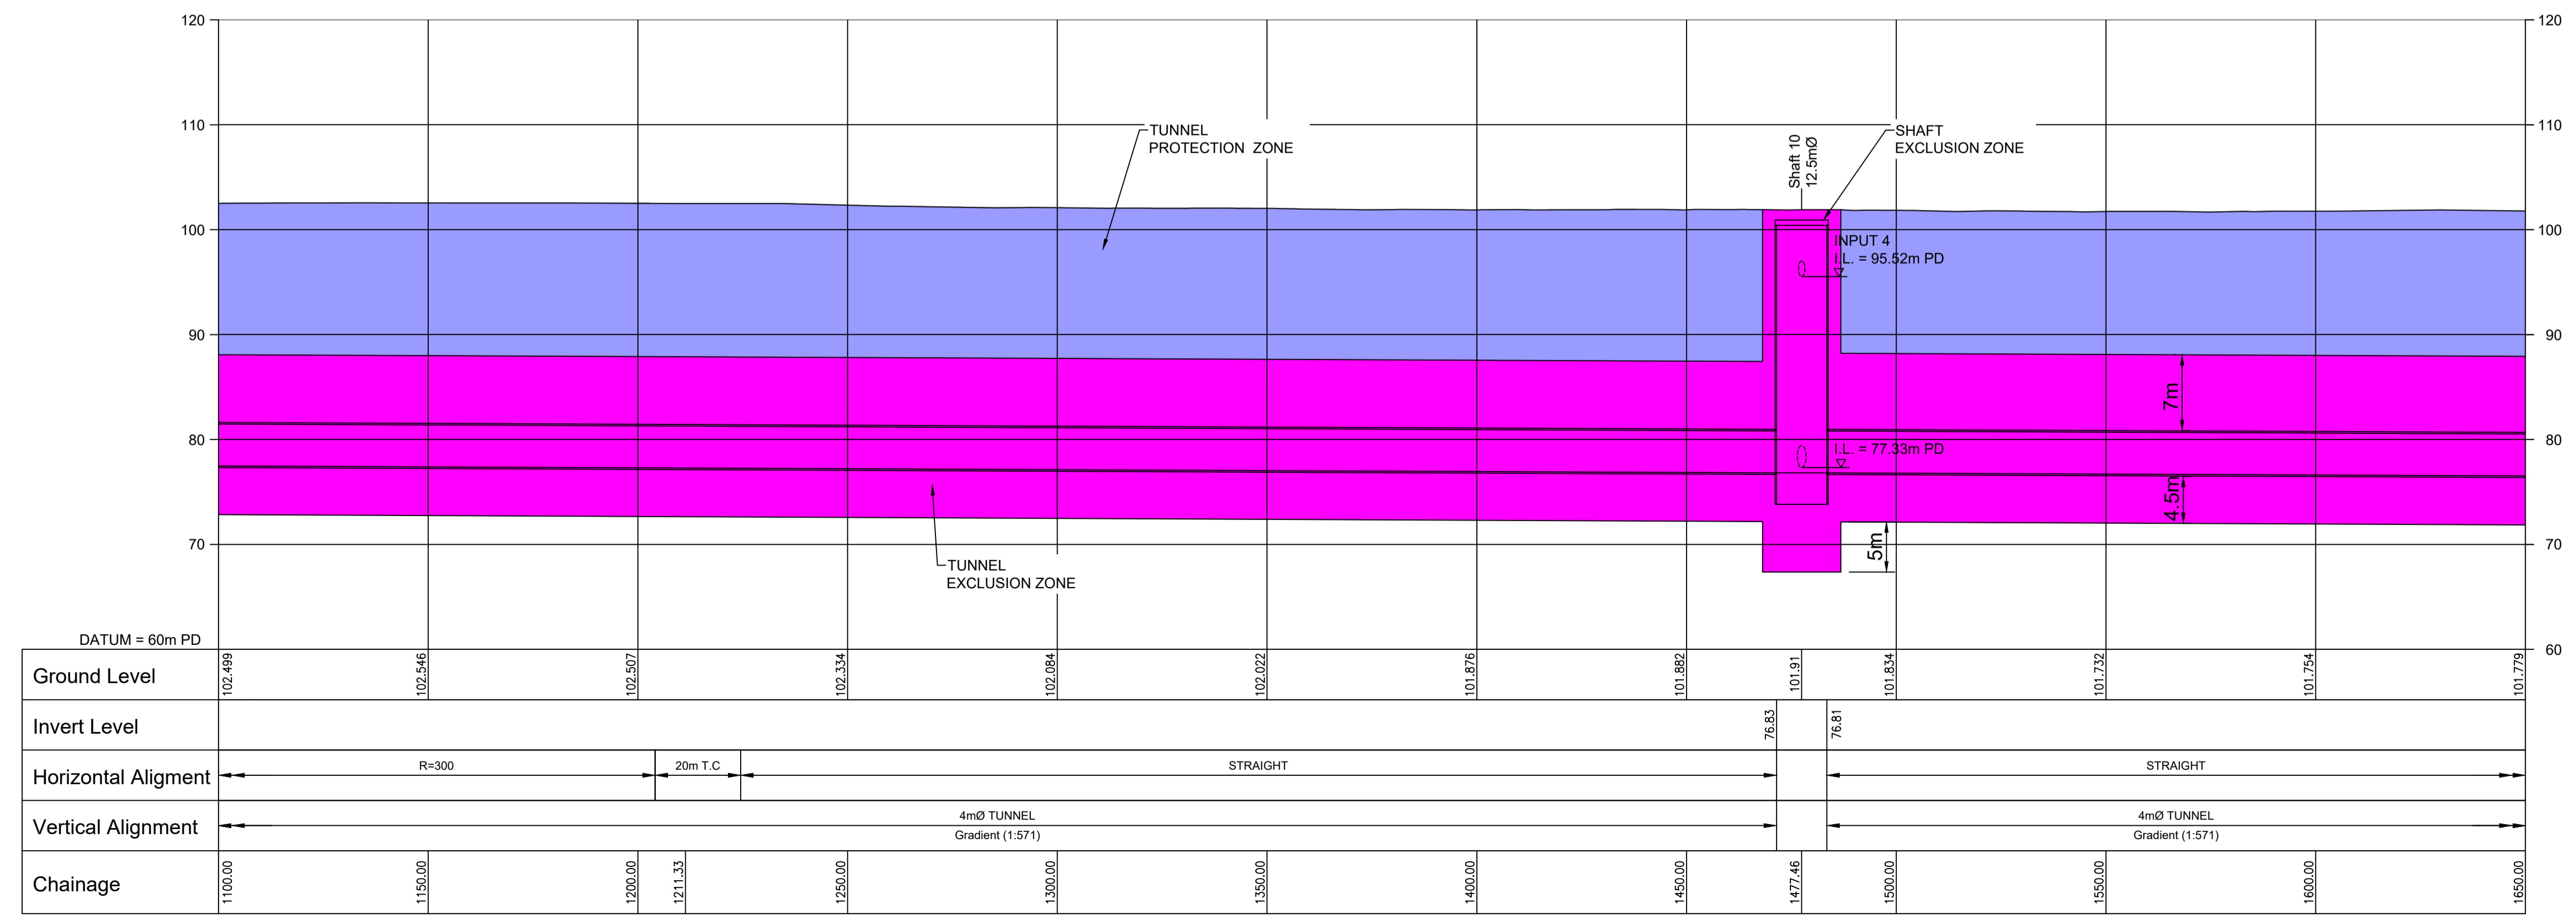 120
120
110
110
TUNNEL
PROTECTION ZONE
Shaft 10
12.5mØ
SHAFT
EXCLUSION ZONE
100
100
INPUT 4
I.L. = 95.52m PD
90
90
7m
80
80
I.L. = 77.33m PD
4.5m
70
70
5m
TUNNEL
EXCLUSION ZONE
DATUM = 60m PD
60
Ground Level
102.499
102.546
102.507
102.334
102.084
102.022
101.876
101.882
101.91
101.834
101.732
101.754
101.779
Invert Level
76.83
76.81
Horizontal Aligment
R=300
20m T.C
STRAIGHT
STRAIGHT
Vertical Alignment
4mØ TUNNEL
Gradient (1:571)
4mØ TUNNEL
Gradient (1:571)
Chainage
1100.00
1150.00
1200.00
1211.33
1250.00
1300.00
1350.00
1400.00
1450.00
1477.46
1500.00
1550.00
1600.00
1650.00